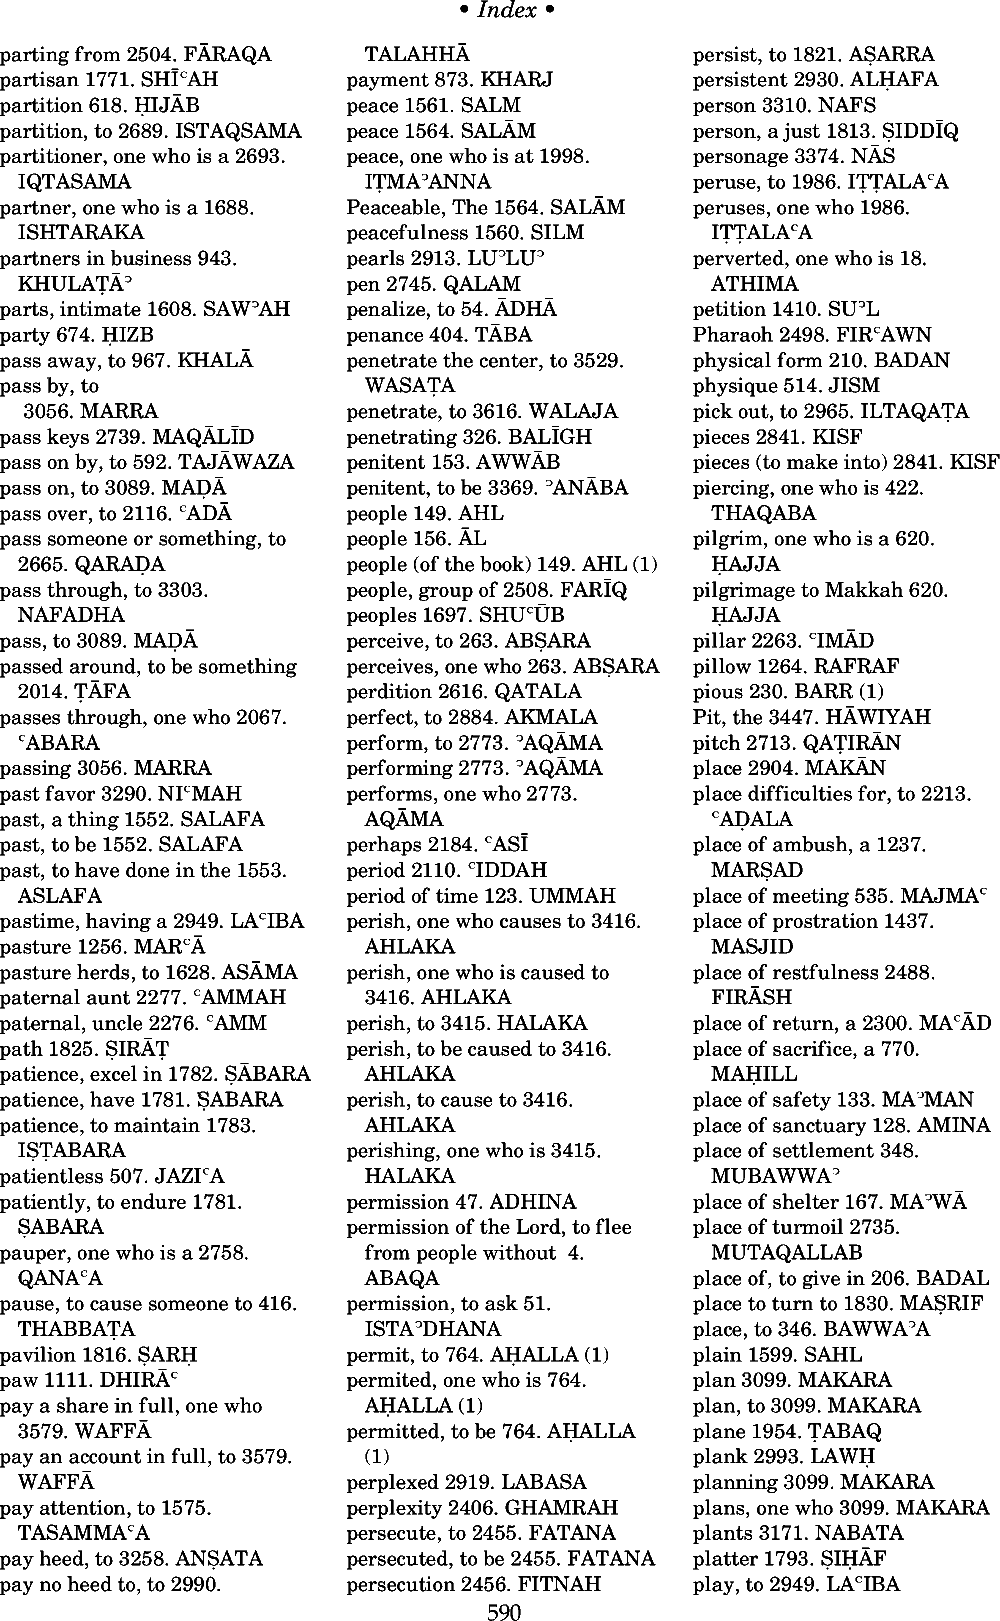 • Index •
parting from 2504. FĀRAQA
partisan 1771. SHĪᶜAH
partition 618. ḤIJĀB
partition, to 2689. ISTAQSAMA
partitioner, one who is a 2693.
IQTASAMA
partner, one who is a 1688.
ISHTARAKA
partners in business 943.
KHULAṬĀᵓ
parts, intimate 1608. SAWᵓAH
party 674. ḤIZB
pass away, to 967. KHALĀ
pass by, to
3056. MARRA
pass keys 2739. MAQĀLĪD
pass on by, to 592. TAJĀWAZA
pass on, to 3089. MAḌĀ
pass over, to 2116. ᶜADĀ
pass someone or something, to
2665. QARAḌA
pass through, to 3303.
NAFADHA
pass, to 3089. MAḌĀ
passed around, to be something
2014. ṬĀFA
passes through, one who 2067.
ᶜABARA
passing 3056. MARRA
past favor 3290. NIᶜMAH
past, a thing 1552. SALAFA
past, to be 1552. SALAFA
past, to have done in the 1553.
ASLAFA
pastime, having a 2949. LAᶜIBA
pasture 1256. MARᶜĀ
pasture herds, to 1628. ASĀMA
paternal aunt 2277. ᶜAMMAH
paternal, uncle 2276. ᶜAMM
path 1825. ṢIRĀṬ
patience, excel in 1782. ṢĀBARA
patience, have 1781. ṢABARA
patience, to maintain 1783.
IṢṬABARA
patientless 507. JAZIᶜA
patiently, to endure 1781.
ṢABARA
pauper, one who is a 2758.
QANAᶜA
pause, to cause someone to 416.
THABBAṬA
pavilion 1816. ṢARḤ
paw 1111. DHIRĀᶜ
pay a share in full, one who
3579. WAFFĀ
pay an account in full, to 3579.
WAFFĀ
pay attention, to 1575.
TASAMMAᶜA
pay heed, to 3258. ANṢATA
pay no heed to, to 2990.
TALAHHĀ
payment 873. KHARJ
peace 1561. SALM
peace 1564. SALĀM
peace, one who is at 1998.
IṬMAᵓANNA
Peaceable, The 1564. SALĀM
peacefulness 1560. SILM
pearls 2913. LUᵓLUᵓ
pen 2745. QALAM
penalize, to 54. ĀDHĀ
penance 404. TĀBA
penetrate the center, to 3529.
WASAṬA
penetrate, to 3616. WALAJA
penetrating 326. BALĪGH
penitent 153. AWWĀB
penitent, to be 3369. ᵓANĀBA
people 149. AHL
people 156. ĀL
people (of the book) 149. AHL (1)
people, group of 2508. FARĪQ
peoples 1697. SHUᶜŪB
perceive, to 263. ABṢARA
perceives, one who 263. ABṢARA
perdition 2616. QATALA
perfect, to 2884. AKMALA
perform, to 2773. ᵓAQĀMA
performing 2773. ᵓAQĀMA
performs, one who 2773.
AQĀMA
perhaps 2184. ᶜASĪ
period 2110. ᶜIDDAH
period of time 123. UMMAH
perish, one who causes to 3416.
AHLAKA
perish, one who is caused to
3416. AHLAKA
perish, to 3415. HALAKA
perish, to be caused to 3416.
AHLAKA
perish, to cause to 3416.
AHLAKA
perishing, one who is 3415.
HALAKA
permission 47. ADHINA
permission of the Lord, to flee
from people without 4.
ABAQA
permission, to ask 51.
ISTAᵓDHANA
permit, to 764. AḤALLA (1)
permited, one who is 764.
AḤALLA (1)
permitted, to be 764. AḤALLA
(1)
perplexed 2919. LABASA
perplexity 2406. GHAMRAH
persecute, to 2455. FATANA
persecuted, to be 2455. FATANA
persecution 2456. FITNAH
persist, to 1821. AṢARRA
persistent 2930. ALḤAFA
person 3310. NAFS
person, a just 1813. ṢIDDĪQ
personage 3374. NĀS
peruse, to 1986. IṬṬALAᶜA
peruses, one who 1986.
IṬṬALAᶜA
perverted, one who is 18.
ATHIMA
petition 1410. SUᵓL
Pharaoh 2498. FIRᶜAWN
physical form 210. BADAN
physique 514. JISM
pick out, to 2965. ILTAQAṬA
pieces 2841. KISF
pieces (to make into) 2841. KISF
piercing, one who is 422.
THAQABA
pilgrim, one who is a 620.
ḤAJJA
pilgrimage to Makkah 620.
ḤAJJA
pillar 2263. ᶜIMĀD
pillow 1264. RAFRAF
pious 230. BARR (1)
Pit, the 3447. HĀWIYAH
pitch 2713. QAṬIRĀN
place 2904. MAKĀN
place difficulties for, to 2213.
ᶜAḌALA
place of ambush, a 1237.
MARṢAD
place of meeting 535. MAJMAᶜ
place of prostration 1437.
MASJID
place of restfulness 2488.
FIRĀSH
place of return, a 2300. MAᶜĀD
place of sacrifice, a 770.
MAḤILL
place of safety 133. MAᵓMAN
place of sanctuary 128. AMINA
place of settlement 348.
MUBAWWAᵓ
place of shelter 167. MAᵓWĀ
place of turmoil 2735.
MUTAQALLAB
place of, to give in 206. BADAL
place to turn to 1830. MAṢRIF
place, to 346. BAWWAᵓA
plain 1599. SAHL
plan 3099. MAKARA
plan, to 3099. MAKARA
plane 1954. ṬABAQ
plank 2993. LAWḤ
planning 3099. MAKARA
plans, one who 3099. MAKARA
plants 3171. NABATA
platter 1793. ṢIḤĀF
play, to 2949. LAᶜIBA
590